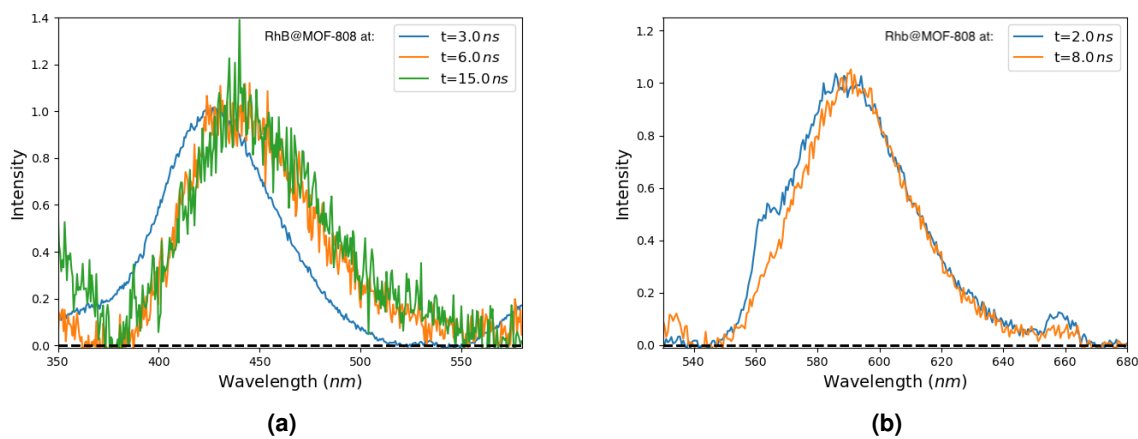 RhB@MOF-808 at:
t=3.0 ns
t=6.0 ns
t=15.0 ns
Intensity
1.4
1.2
1.0
0.8
0.6
0.4
0.2
0.0
350
400
450
500
550
Wavelength (nm)
(a)
Rhb@MOF-808 at:
t=2.0 ns
t=8.0 ns
Intensity
1.2
1.0
0.8
0.6
0.4
0.2
0.0
540
560
580
600
620
640
660
680
Wavelength (nm)
(b)